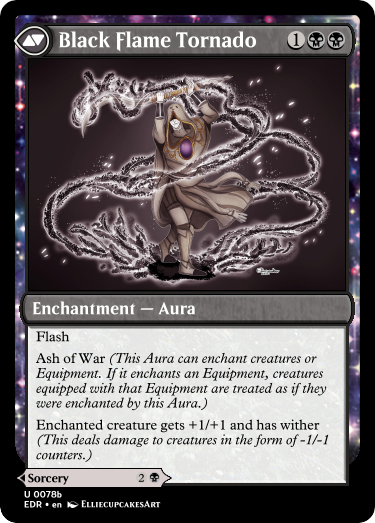 Black Flame Tornado 1
Enchantment — Aura
Flash
Ash of War (This Aura can enchant creatures or
Equipment. If it enchants an Equipment, creatures
equipped with that Equipment are treated as if they
were enchanted by this Aura.)
Enchanted creature gets +1/+1 and has wither
(This deals damage to creatures in the form of -1/-1
counters.)
Sorcery 2
U 0078b
EDR • en ElliecupcakesArt